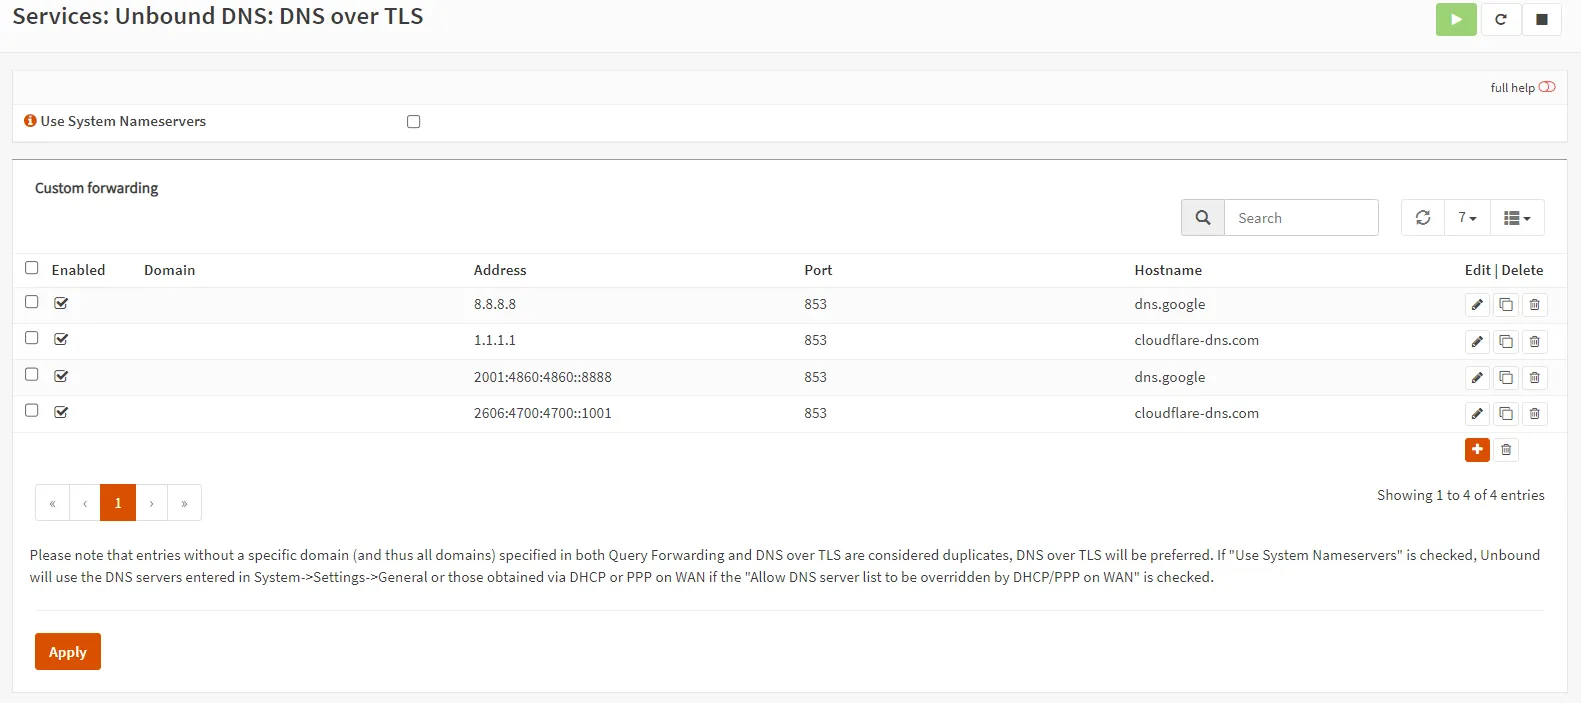 Services: Unbound DNS: DNS over TLS
full help
Use System Nameservers
Custom forwarding
Search
7
Enabled Domain Address Port Hostname Edit | Delete
8.8.8.8 853 dns.google
1.1.1.1 853 cloudflare-dns.com
2001:4860:4860::8888 853 dns.google
2606:4700:4700::1001 853 cloudflare-dns.com
« ‹ 1 › »
Showing 1 to 4 of 4 entries
Please note that entries without a specific domain (and thus all domains) specified in both Query Forwarding and DNS over TLS are considered duplicates, DNS over TLS will be preferred. If "Use System Nameservers" is checked, Unbound
will use the DNS servers entered in System->Settings->General or those obtained via DHCP or PPP on WAN if the "Allow DNS server list to be overridden by DHCP/PPP on WAN" is checked.
Apply